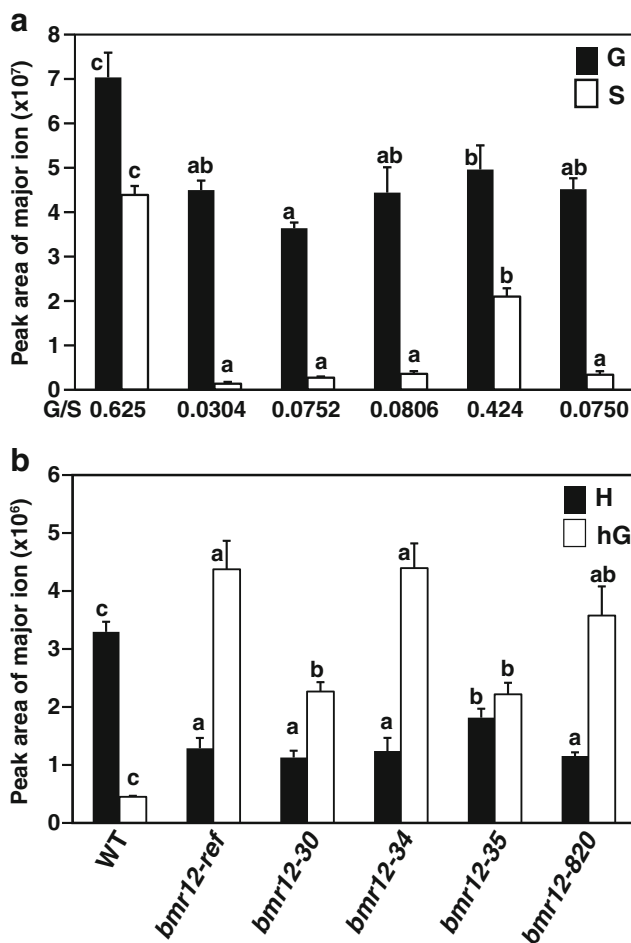 a
Peak area of major ion (x10⁷)
8
7
6
5
4
3
2
1
0
G
S
c
c
ab
a
a
a
ab
a
b
b
ab
a
G/S 0.625 0.0304 0.0752 0.0806 0.424 0.0750
b
Peak area of major ion (x10⁶)
6
5
4
3
2
1
0
H
hG
c
c
a
a
a
b
a
a
b
b
a
ab
WT
bmr12-ref
bmr12-30
bmr12-34
bmr12-35
bmr12-820